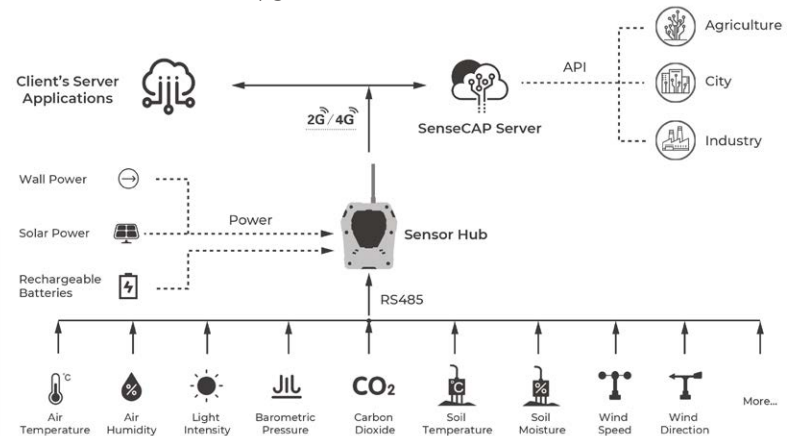 Agriculture
API
Client's Server
Applications
City
2G/4G
SenseCAP Server
Industry
Wall Power
Power
Solar Power
Sensor Hub
Rechargeable
Batteries
RS485
°C
%
CO2
°C
%
Air
Temperature
Air
Humidity
Light
Intensity
Barometric
Pressure
Carbon
Dioxide
Soil
Temperature
Soil
Moisture
Wind
Speed
Wind
Direction
More...